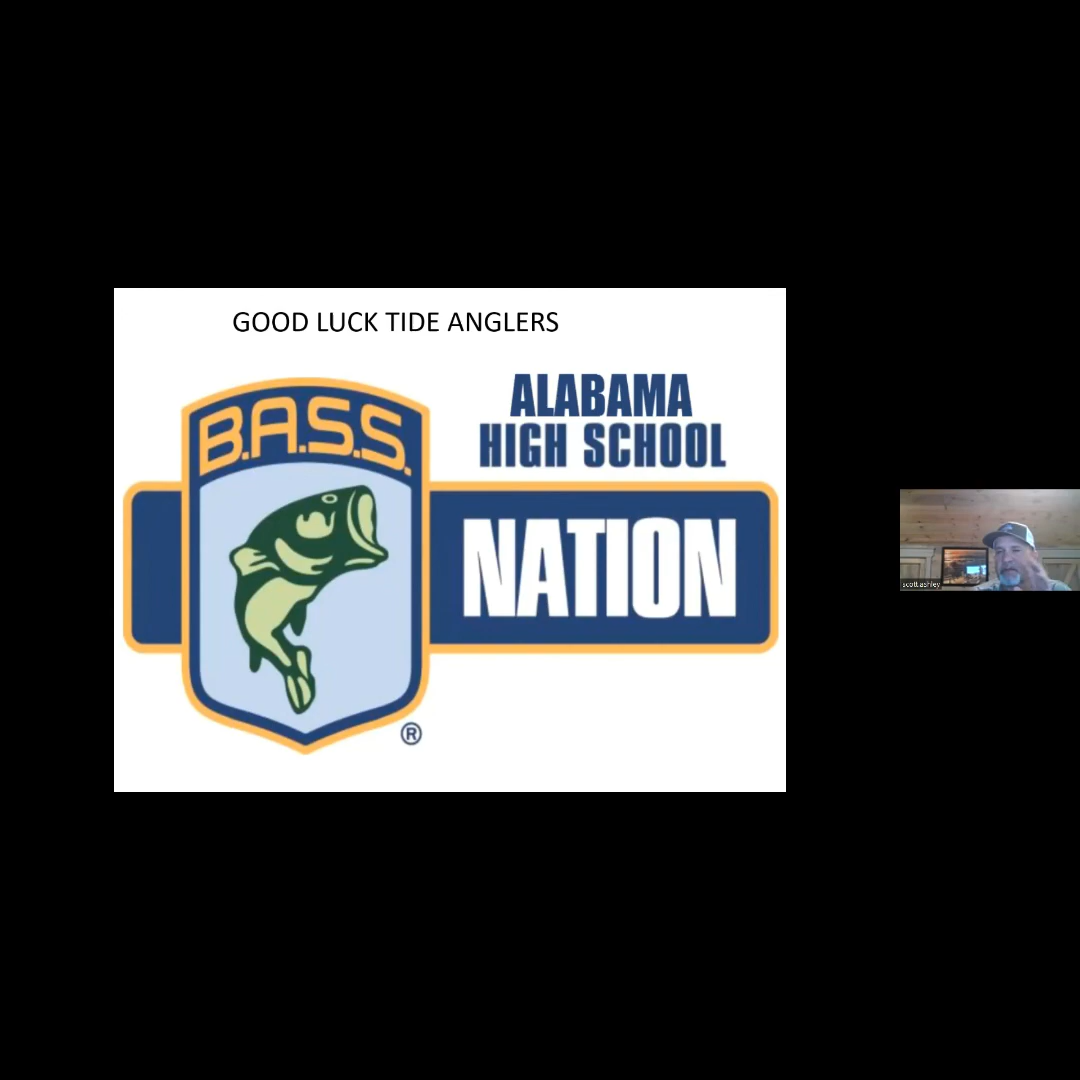 GOOD LUCK TIDE ANGLERS
B.A.S.S.
ALABAMA
HIGH SCHOOL
NATION
®
scott.ashley